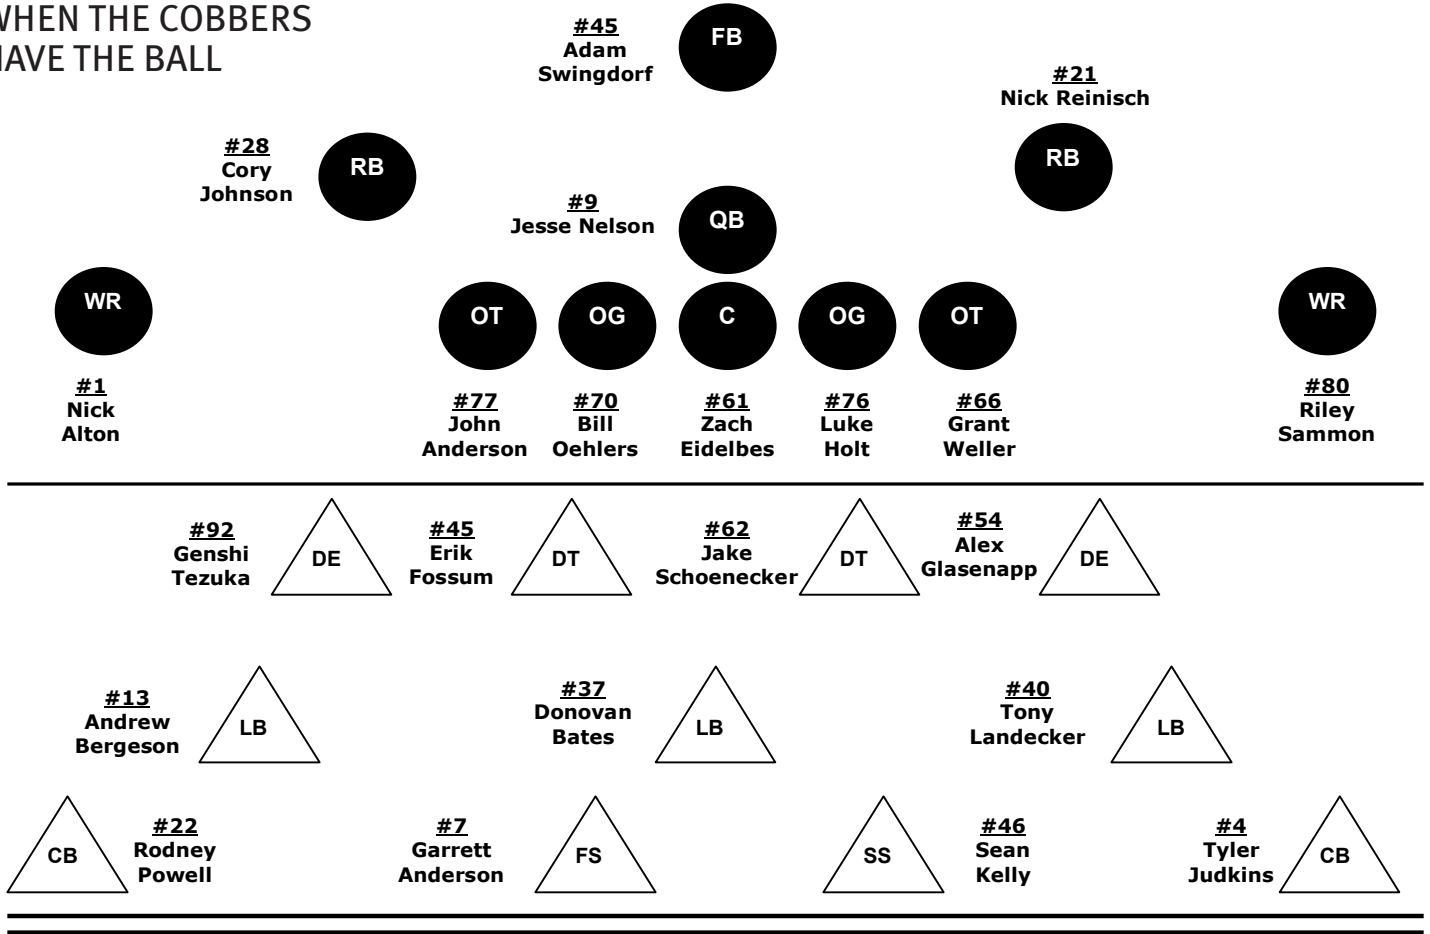 WHEN THE COBBERS
HAVE THE BALL
#45
Adam
Swingdorf
FB
#21
Nick Reinisch
#28
Cory
Johnson
RB
RB
#9
Jesse Nelson
QB
WR
OT
OG
C
OG
OT
WR
#1
Nick
Alton
#77
John
Anderson
#70
Bill
Oehlers
#61
Zach
Eidelbes
#76
Luke
Holt
#66
Grant
Weller
#80
Riley
Sammon
#92
Genshi
Tezuka
DE
#45
Erik
Fossum
DT
#62
Jake
Schoenecker
DT
#54
Alex
Glasenapp
DE
#13
Andrew
Bergeson
LB
#37
Donovan
Bates
LB
#40
Tony
Landecker
LB
CB
#22
Rodney
Powell
#7
Garrett
Anderson
FS
SS
#46
Sean
Kelly
#4
Tyler
Judkins
CB